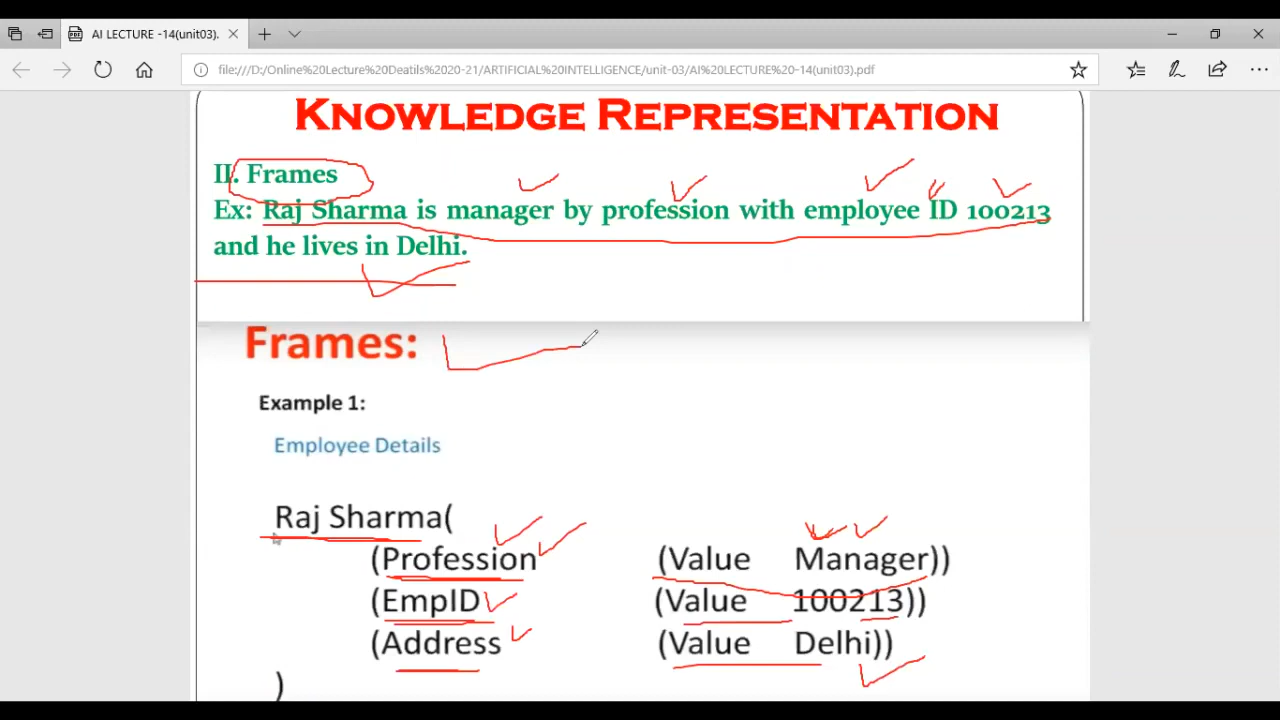 AI LECTURE -14(unit03).
file:///D:/Online%20Lecture%20Deatils%2020-21/ARTIFICIAL%20INTELLIGENCE/unit-03/AI%20LECTURE%20-14(unit03).pdf
KNOWLEDGE REPRESENTATION
II. Frames
Ex: Raj Sharma is manager by profession with employee ID 100213
and he lives in Delhi.
Frames:
Example 1:
Employee Details
Raj Sharma(
(Profession (Value Manager))
(EmpID (Value 100213))
(Address (Value Delhi))
)